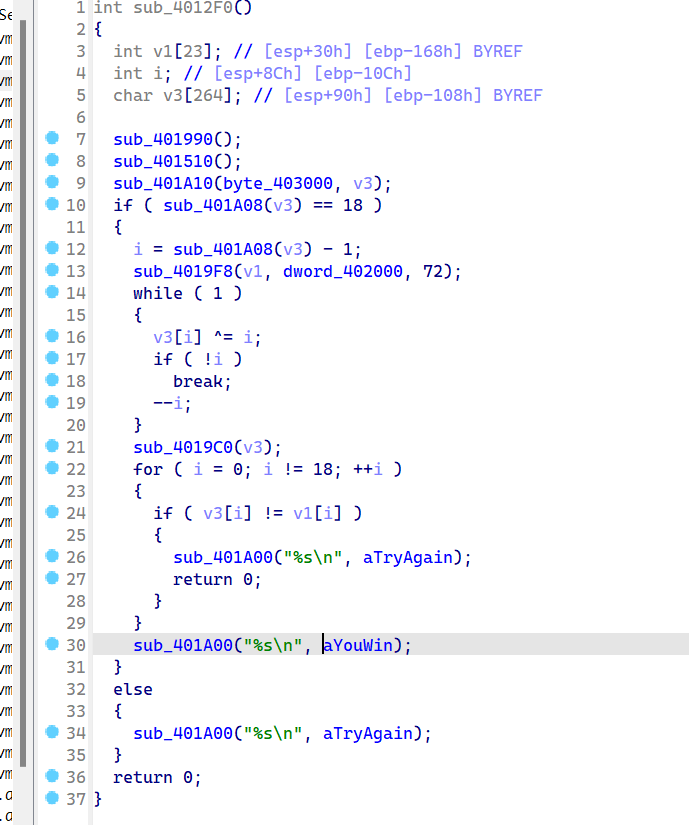 Se
1 int sub_4012F0()
vm
2 {
vm
3 int v1[23]; // [esp+30h] [ebp-168h] BYREF
vm
4 int i; // [esp+8Ch] [ebp-10Ch]
vm
5 char v3[264]; // [esp+90h] [ebp-108h] BYREF
vm
6
vm
7 sub_401990();
vm
8 sub_401510();
vm
9 sub_401A10(byte_403000, v3);
vm
10 if ( sub_401A08(v3) == 18 )
vm
11 {
vm
12 i = sub_401A08(v3) - 1;
vm
13 sub_4019F8(v1, dword_402000, 72);
vm
14 while ( 1 )
vm
15 {
vm
16 v3[i] ^= i;
vm
17 if ( !i )
vm
18 break;
vm
19 --i;
vm
20 }
vm
21 sub_4019C0(v3);
vm
22 for ( i = 0; i != 18; ++i )
vm
23 {
vm
24 if ( v3[i] != v1[i] )
vm
25 {
vm
26 sub_401A00("%s\n", aTryAgain);
vm
27 return 0;
vm
28 }
vm
29 }
vm
30 sub_401A00("%s\n", aYouWin);
vm
31 }
vm
32 else
vm
33 {
vm
34 sub_401A00("%s\n", aTryAgain);
vm
35 }
vm
36 return 0;
.a
37 }
.a